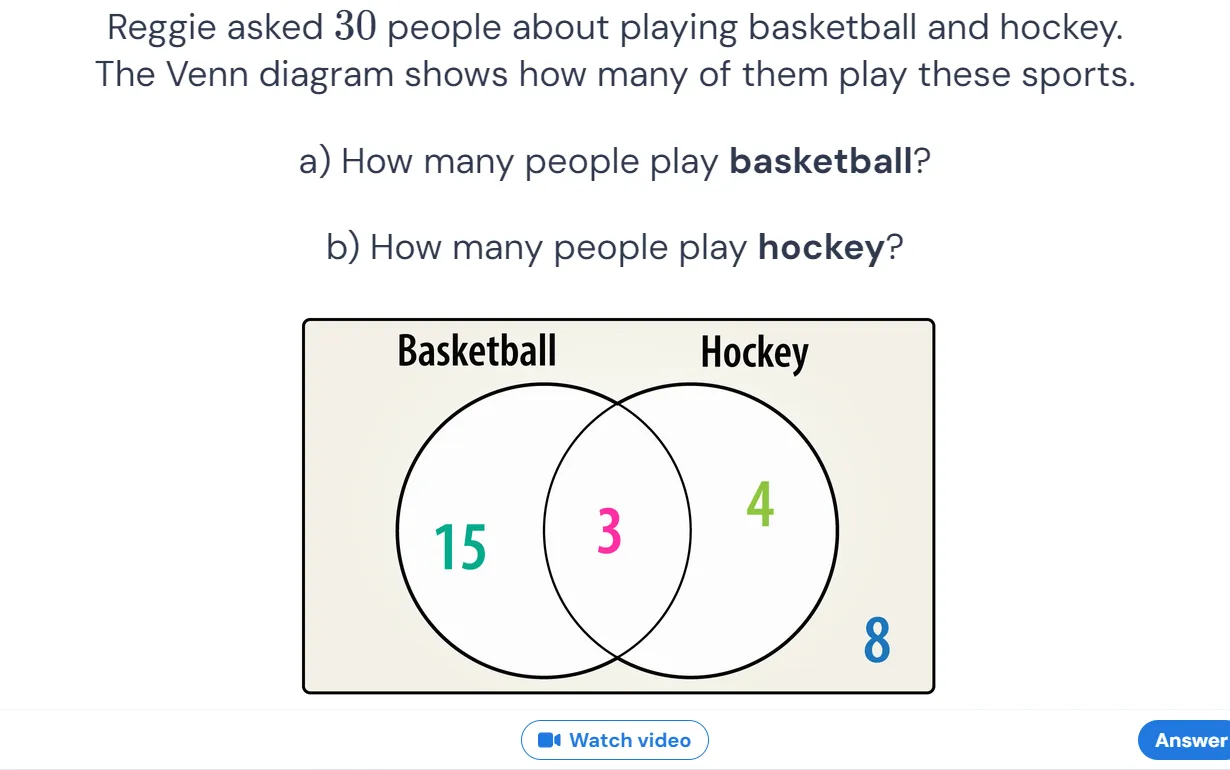 Reggie asked 30 people about playing basketball and hockey.
The Venn diagram shows how many of them play these sports.
a) How many people play basketball?
b) How many people play hockey?
Basketball Hockey
15 3 4
8
Watch video Answer